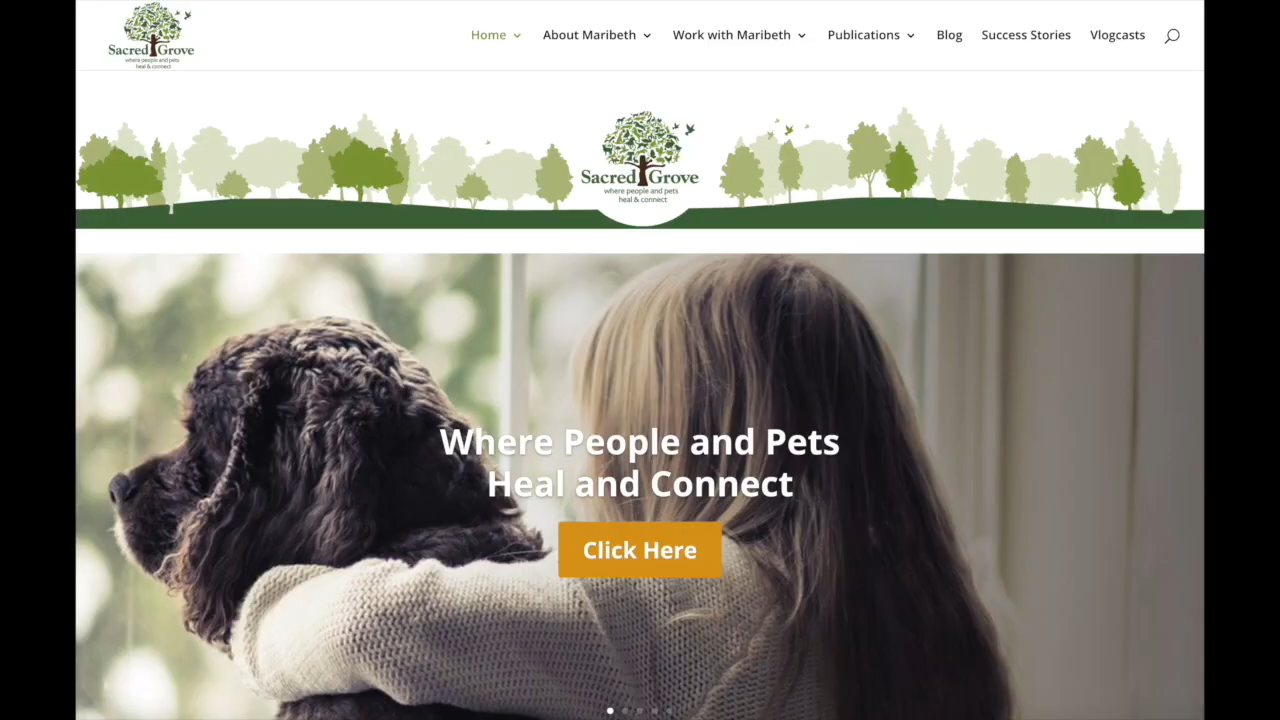 Sacred Grove
where people and pets
heal & connect
Home
About Maribeth
Work with Maribeth
Publications
Blog
Success Stories
Vlogcasts
Sacred Grove
where people and pets
heal & connect
Where People and Pets
Heal and Connect
Click Here